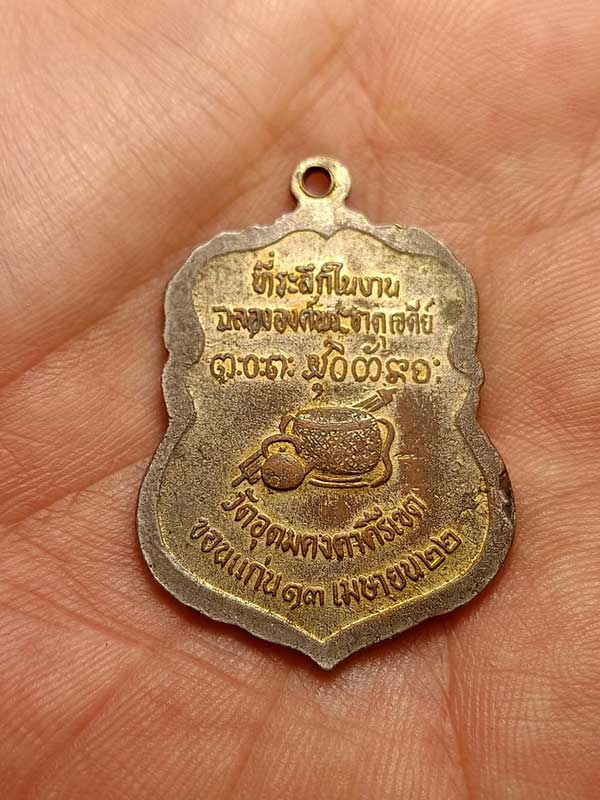 ที่ระลึกในงาน
ฉลององค์พระธาตุเจดีย์
วัดอุดมคงคาคีรีเขต
ขอนแก่น ๑๓ เมษายน ๒๒